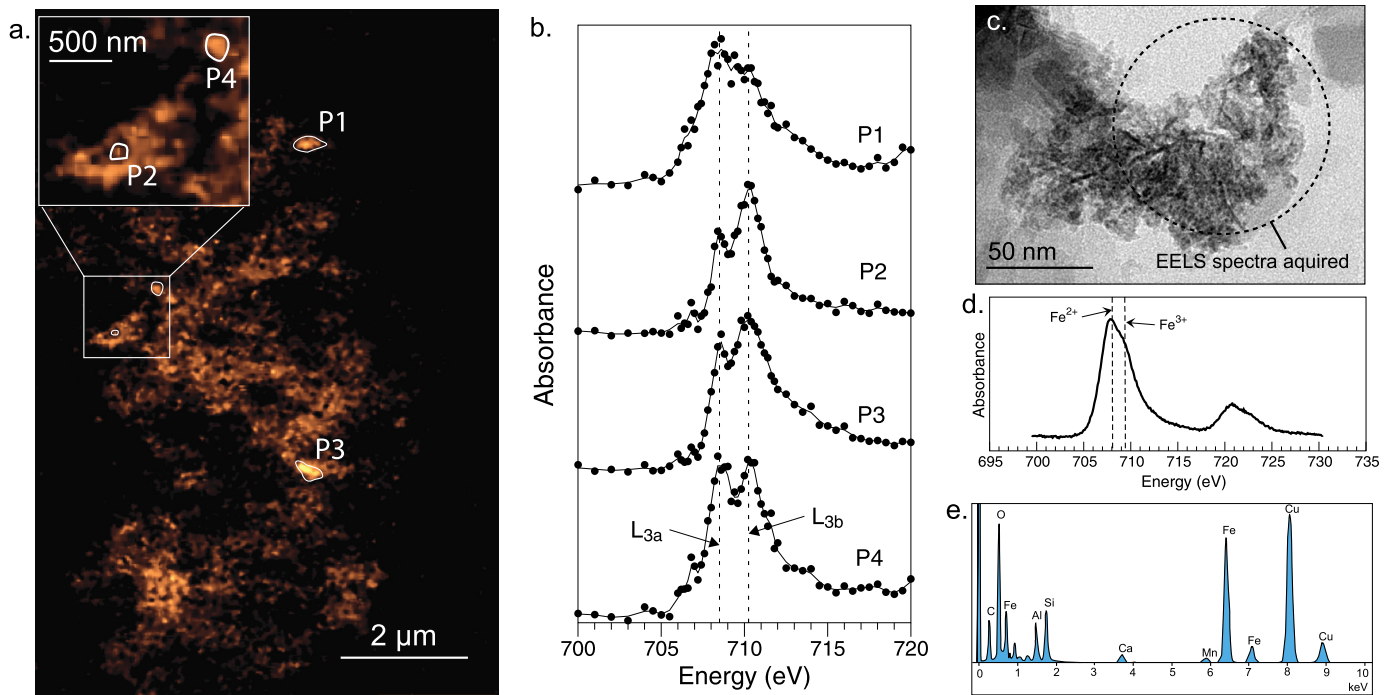 a.
500 nm
P4
P2
P1
P3
2 µm
b.
Absorbance
P1
P2
P3
P4
L3a
L3b
700 705 710 715 720
Energy (eV)
c.
50 nm
EELS spectra aquired
d.
Absorbance
Fe2+
Fe3+
695 700 705 710 715 720 725 730 735
Energy (eV)
e.
C
O
Fe
Al
Si
Ca
Mn
Fe
Fe
Cu
Cu
0 1 2 3 4 5 6 7 8 9 10
keV